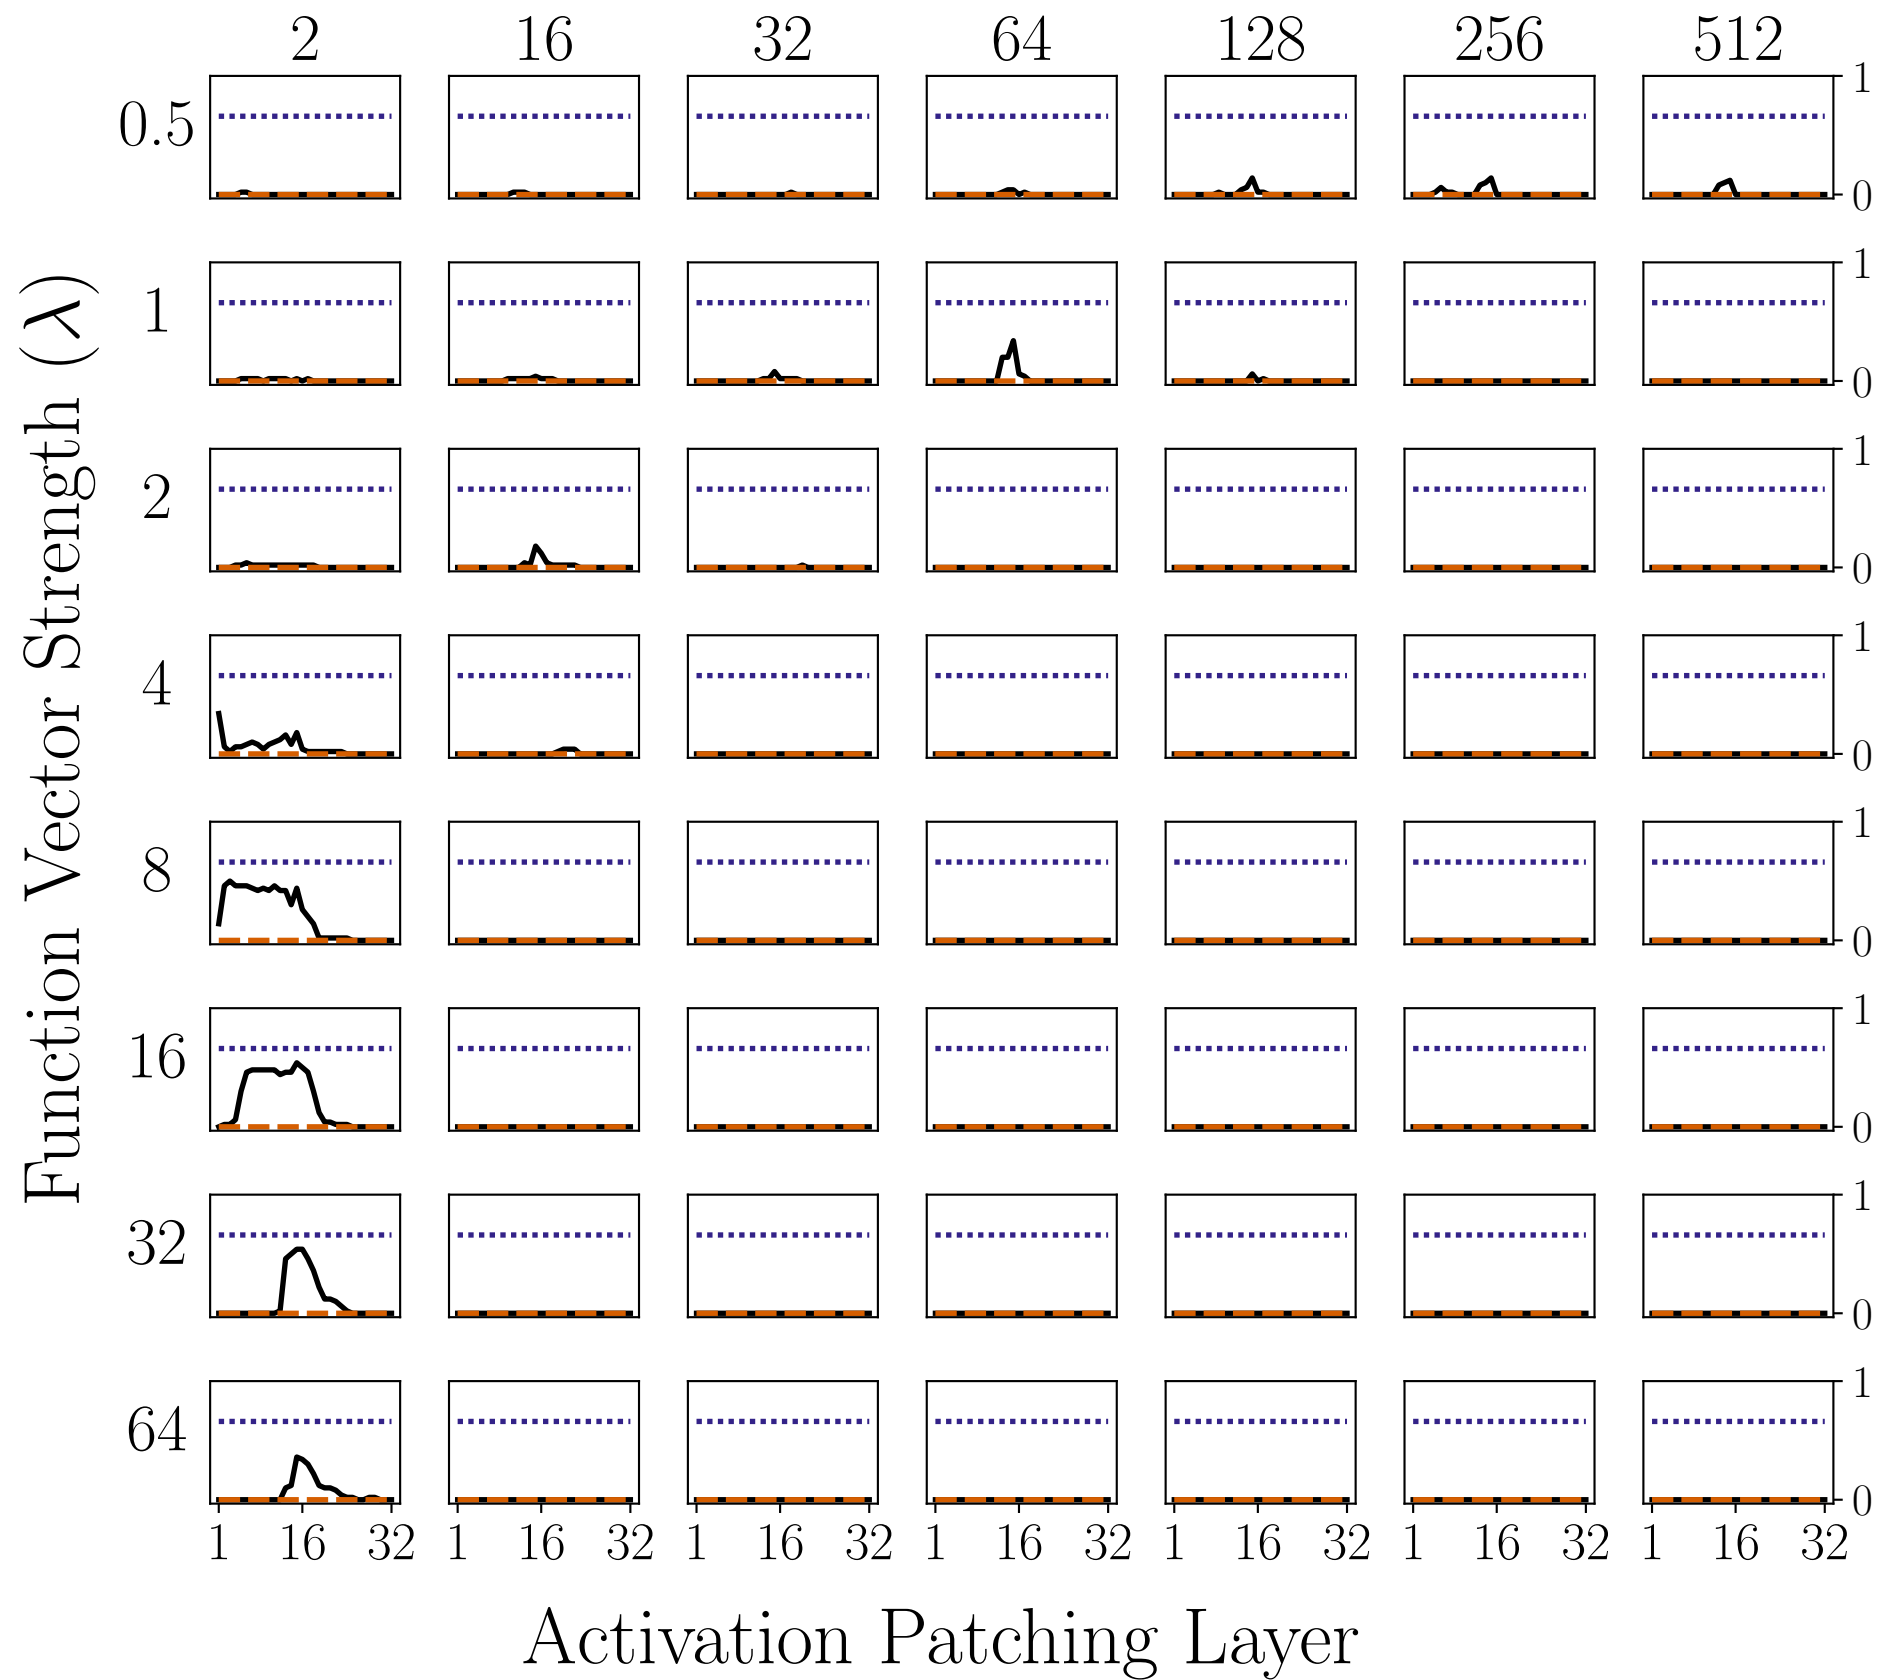 2 16 32 64 128 256 512
Function Vector Strength (λ)
0.5 1 0
1 1 0
2 1 0
4 1 0
8 1 0
16 1 0
32 1 0
64 1 0
1 16 32 1 16 32 1 16 32 1 16 32 1 16 32 1 16 32 1 16 32
Activation Patching Layer